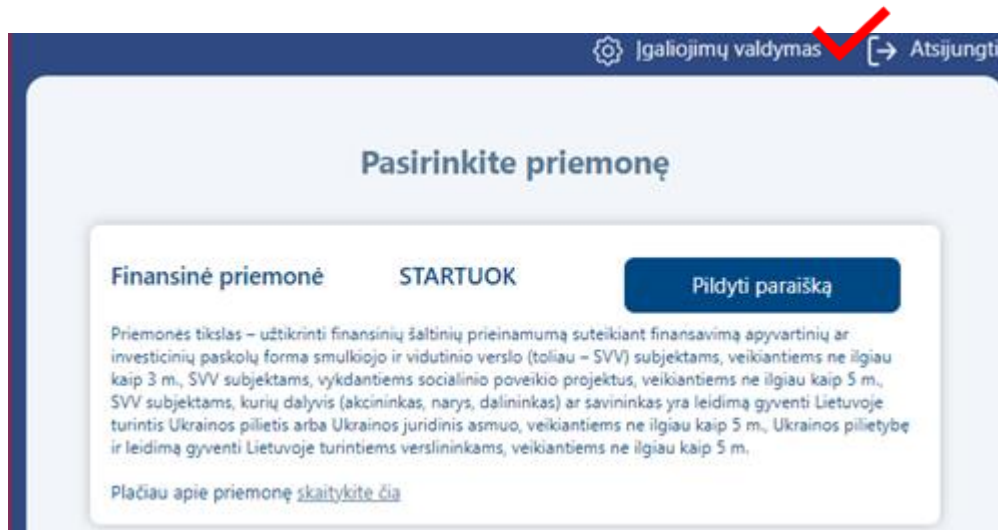 Įgaliojimų valdymas Atsijungti
Pasirinkite priemonę
Finansinė priemonė STARTUOK Pildyti paraišką
Priemonės tikslas – užtikrinti finansinių šaltinių prieinamumą suteikiant finansavimą apyvartinių ar
investicinių paskolų forma smulkiojo ir vidutinio verslo (toliau – SVV) subjektams, veikiantiems ne ilgiau
kaip 3 m., SVV subjektams, vykdantiems socialinio poveikio projektus, veikiantiems ne ilgiau kaip 5 m.,
SVV subjektams, kurių dalyvis (akcininkas, narys, dalininkas) ar savininkas yra leidimą gyventi Lietuvoje
turintis Ukrainos pilietis arba Ukrainos juridinis asmuo, veikiantiems ne ilgiau kaip 5 m., Ukrainos pilietybę
ir leidimą gyventi Lietuvoje turintiems verslininkams, veikiantiems ne ilgiau kaip 5 m.
Plačiau apie priemonę skaitykite čia